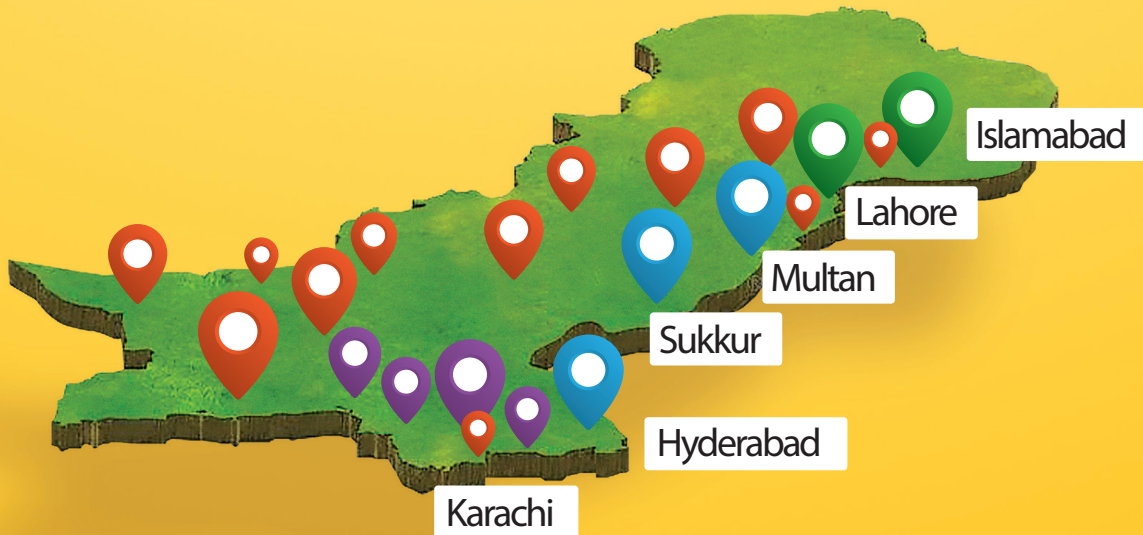 Islamabad
Lahore
Multan
Sukkur
Hyderabad
Karachi